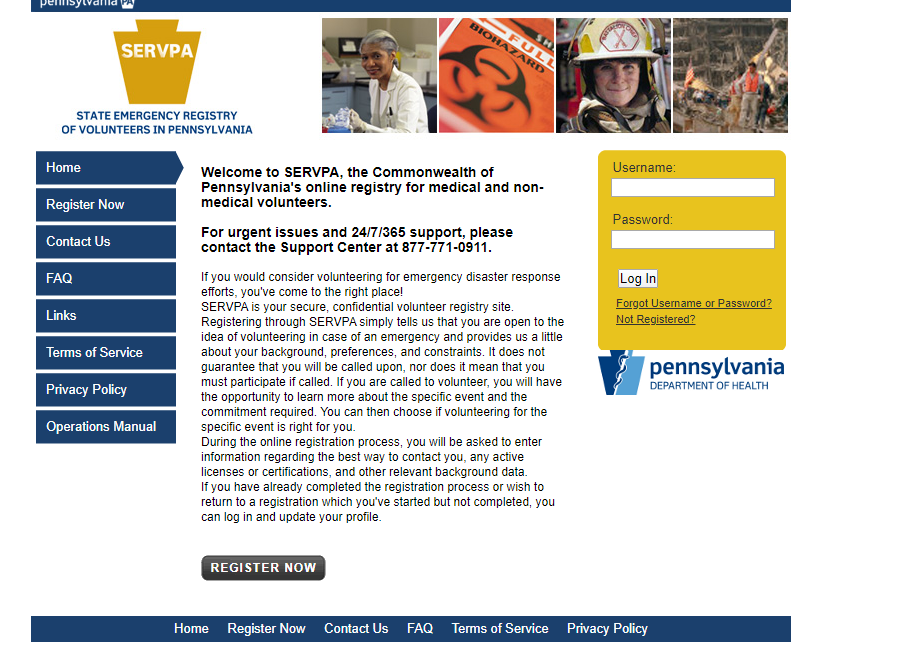 pennsylvania PA
SERVPA
STATE EMERGENCY REGISTRY
OF VOLUNTEERS IN PENNSYLVANIA
BIOHAZARD
FULL
Home
Register Now
Contact Us
FAQ
Links
Terms of Service
Privacy Policy
Operations Manual
Welcome to SERVPA, the Commonwealth of
Pennsylvania's online registry for medical and non-
medical volunteers.
For urgent issues and 24/7/365 support, please
contact the Support Center at 877-771-0911.
If you would consider volunteering for emergency disaster response
efforts, you've come to the right place!
SERVPA is your secure, confidential volunteer registry site.
Registering through SERVPA simply tells us that you are open to the
idea of volunteering in case of an emergency and provides us a little
about your background, preferences, and constraints. It does not
guarantee that you will be called upon, nor does it mean that you
must participate if called. If you are called to volunteer, you will have
the opportunity to learn more about the specific event and the
commitment required. You can then choose if volunteering for the
specific event is right for you.
During the online registration process, you will be asked to enter
information regarding the best way to contact you, any active
licenses or certifications, and other relevant background data.
If you have already completed the registration process or wish to
return to a registration which you've started but not completed, you
can log in and update your profile.
REGISTER NOW
Username:
Password:
Log In
Forgot Username or Password?
Not Registered?
pennsylvania
DEPARTMENT OF HEALTH
Home Register Now Contact Us FAQ Terms of Service Privacy Policy